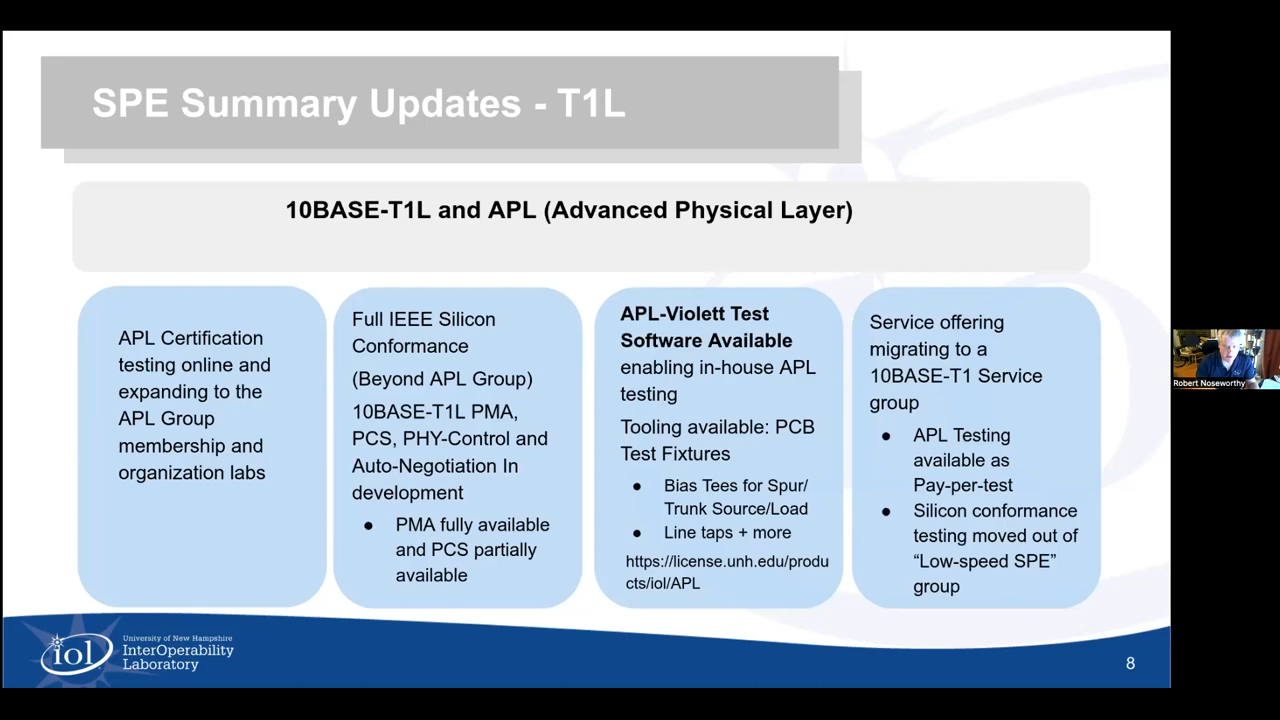 SPE Summary Updates - T1L
10BASE-T1L and APL (Advanced Physical Layer)
APL Certification
testing online and
expanding to the
APL Group
membership and
organization labs
Full IEEE Silicon
Conformance
(Beyond APL Group)
10BASE-T1L PMA,
PCS, PHY-Control and
Auto-Negotiation In
development
● PMA fully available
and PCS partially
available
APL-Violett Test
Software Available
enabling in-house APL
testing
Tooling available: PCB
Test Fixtures
● Bias Tees for Spur/
Trunk Source/Load
● Line taps + more
https://license.unh.edu/produ
cts/iol/APL
Service offering
migrating to a
10BASE-T1 Service
group
● APL Testing
available as
Pay-per-test
● Silicon conformance
testing moved out of
“Low-speed SPE”
group
Robert Noseworthy
iol
University of New Hampshire
InterOperability
Laboratory
8